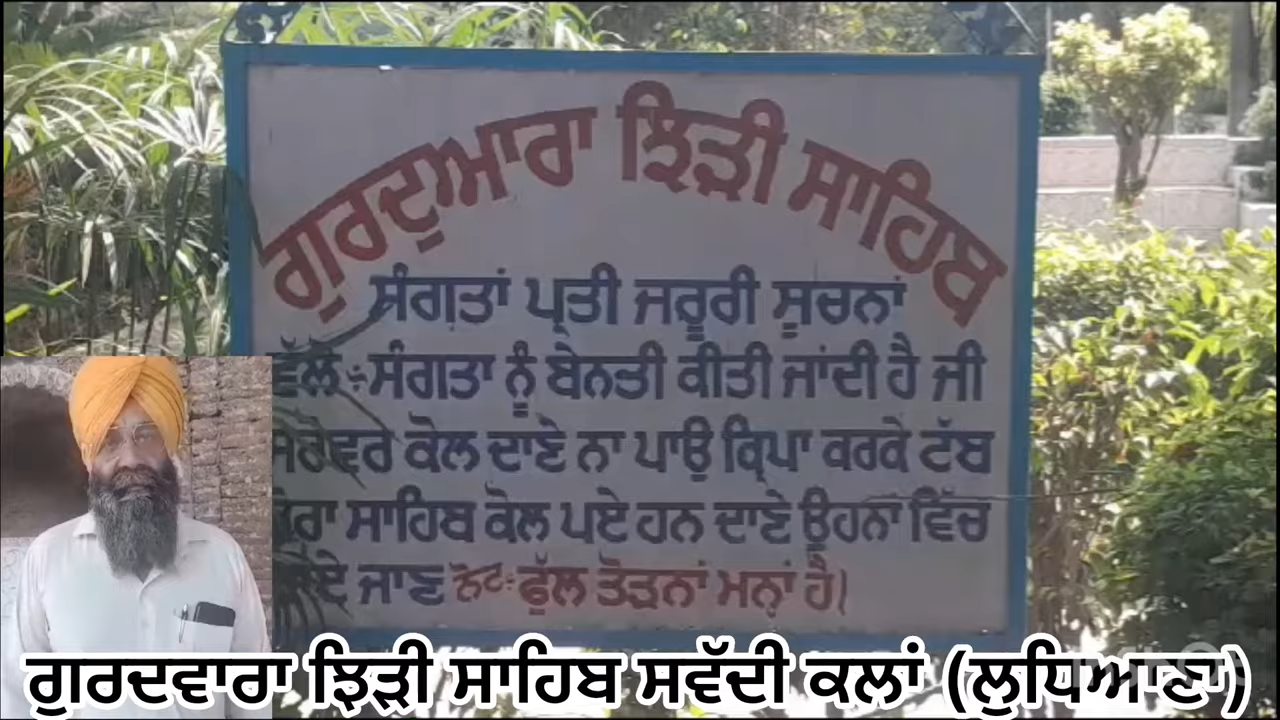 ਗੁਰਦੁਆਰਾ ਝਿੜੀ ਸਾਹਿਬ
ਸੰਗਤਾਂ ਪ੍ਰਤੀ ਜਰੂਰੀ ਸੂਚਨਾਂ
ਸੰਗਤਾ ਨੂੰ ਬੇਨਤੀ ਕੀਤੀ ਜਾਂਦੀ ਹੈ ਜੀ
ਕੋਲ ਦਾਣੇ ਨਾ ਪਾਉ ਕ੍ਰਿਪਾ ਕਰਕੇ ਟੱਬ
ਸਾਹਿਬ ਕੋਲ ਪਏ ਹਨ ਦਾਣੇ ਉਹਨਾਂ ਵਿੱਚ
ਜਾਣ ਨੋਟ:- ਫੁੱਲ ਤੋੜਨਾਂ ਮਨ੍ਹਾਂ ਹੈ।
ਗੁਰਦਵਾਰਾ ਝਿੜੀ ਸਾਹਿਬ ਸਵੱਦੀ ਕਲਾਂ (ਲੁਧਿਆਣਾ)